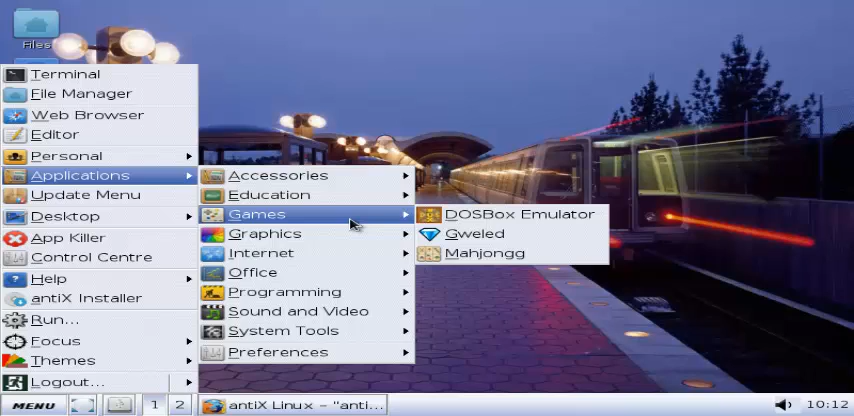 Files
Terminal
File Manager
Web Browser
Editor
Personal
Applications
Update Menu
Desktop
App Killer
Control Centre
Help
antiX Installer
Run...
Focus
Themes
Logout...
Accessories
Education
Games
Graphics
Internet
Office
Programming
Sound and Video
System Tools
Preferences
DOSBox Emulator
Gweled
Mahjongg
MENU
1
2
antiX Linux - "anti...
10:12